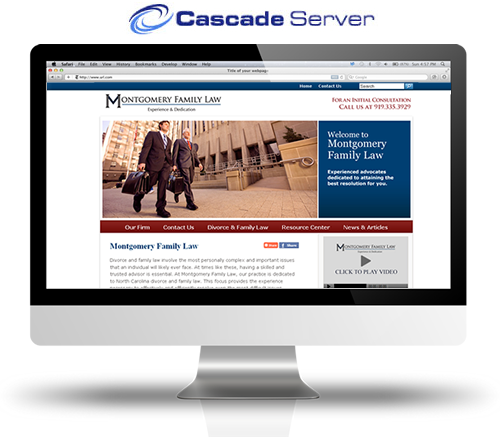 Cascade Server
Safari File Edit View History Bookmarks Develop Window Help
Sun 4:57 PM
Title of your webpage
http://www.url.com
Google
Home Contact Us Search
MONTGOMERY FAMILY LAW
Experience & Dedication
FOR AN INITIAL CONSULTATION
CALL US AT 919.335.3929
Welcome to
Montgomery
Family Law
Experienced advocates
dedicated to attaining the
best resolution for you.
Our Firm Contact Us Divorce & Family Law Resource Center News & Articles
Montgomery Family Law
Share
Divorce and family law involve the most personally complex and important issues
that an individual will likely ever face. At times like these, having a skilled and
trusted advisor is essential. At Montgomery Family Law, our practice is dedicated
to North Carolina divorce and family law. This focus provides the experience
MONTGOMERY FAMILY LAW
CLICK TO PLAY VIDEO